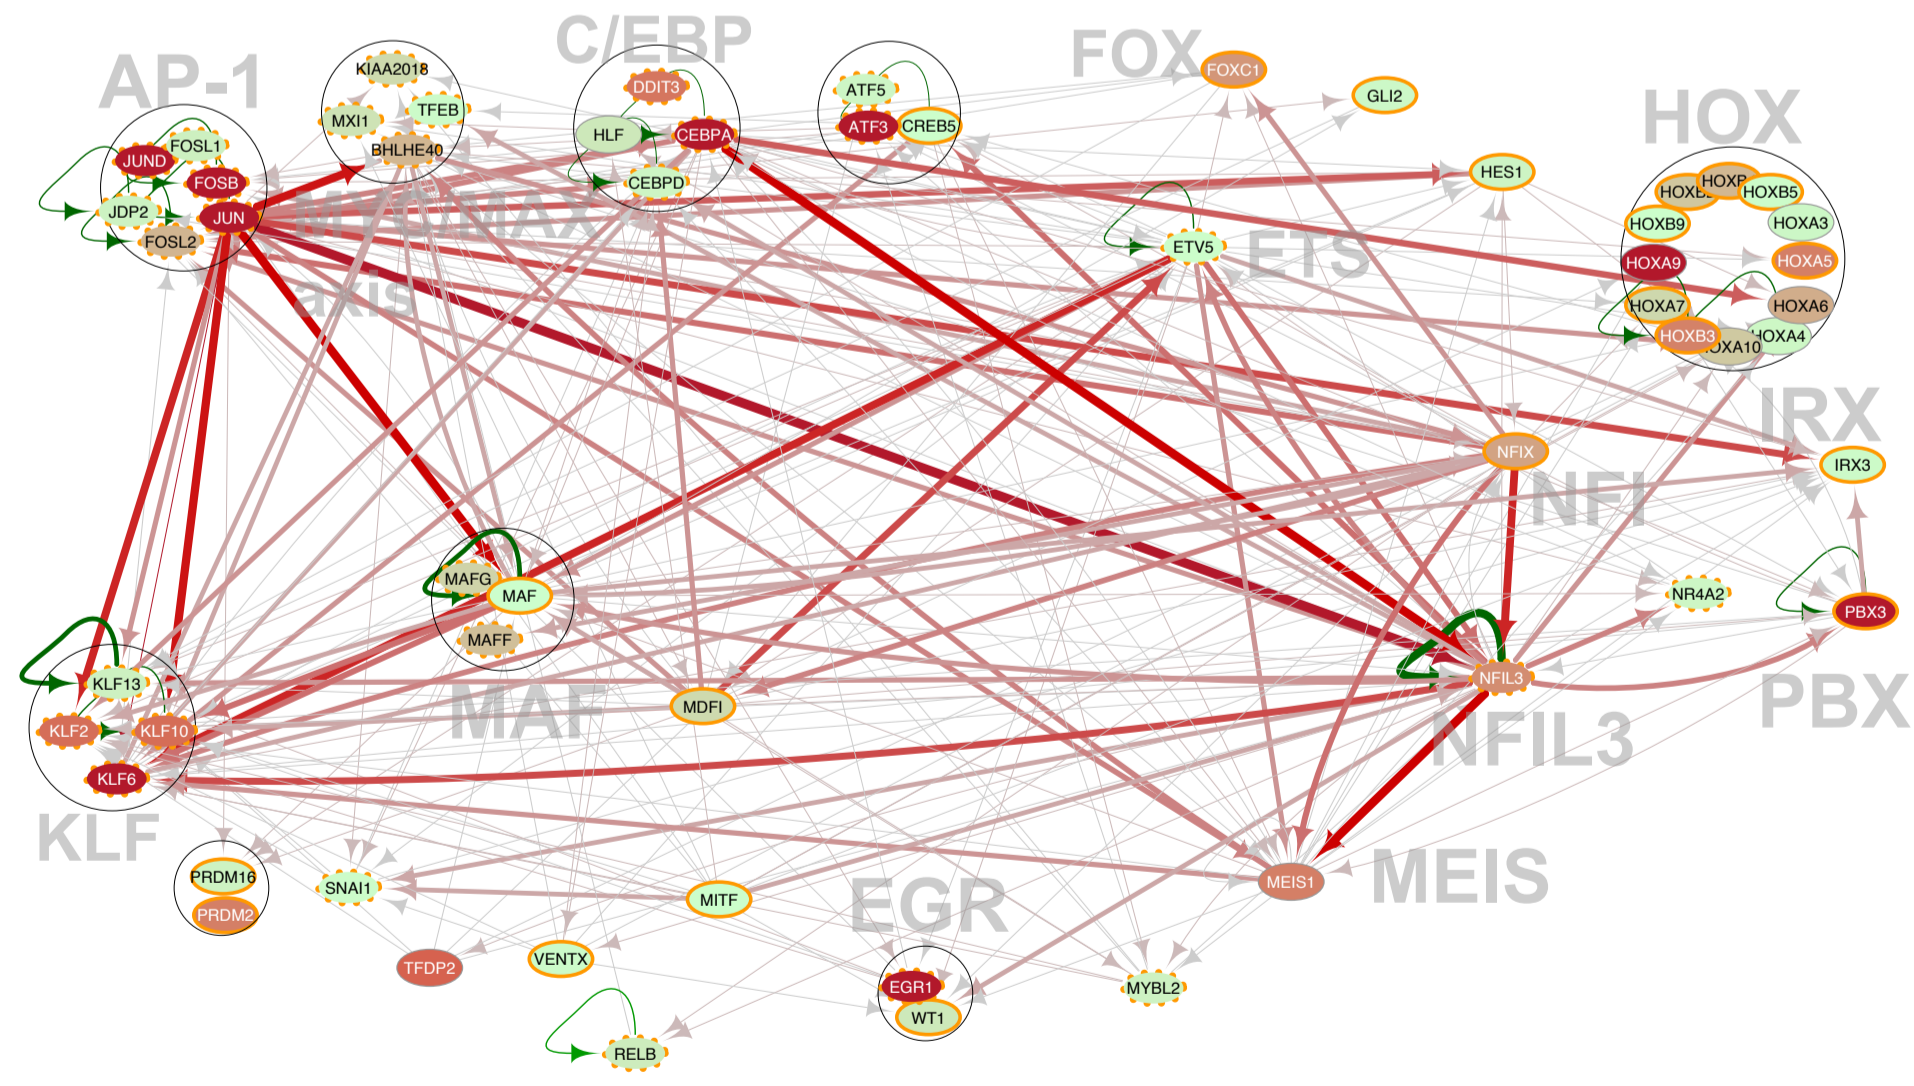 C/EBP
FOX
AP-1
HOX
KIAA2018
MXI1
TFEB
BHLHE40
DDIT3
HLF
CEBPA
CEBPD
ATF5
ATF3
CREB5
FOXC1
GLI2
HES1
FOSL1
JUND
FOSB
JDP2
JUN
FOSL2
MYC/MAX
axis
ETV5
ETS
HOXB5
HOXB9
HOXA3
HOXA9
HOXA5
HOXA7
HOXA6
HOXB3
HOXA10
HOXA4
IRX
IRX3
NFIX
NFI
MAFG
MAF
MAFF
MAF
NR4A2
PBX3
PBX
KLF13
KLF2
KLF10
KLF6
KLF
MDFI
NFIL3
NFIL3
PRDM16
PRDM2
SNAI1
MITF
EGR
MEIS1
MEIS
TFDP2
VENTX
EGR1
WT1
MYBL2
RELB